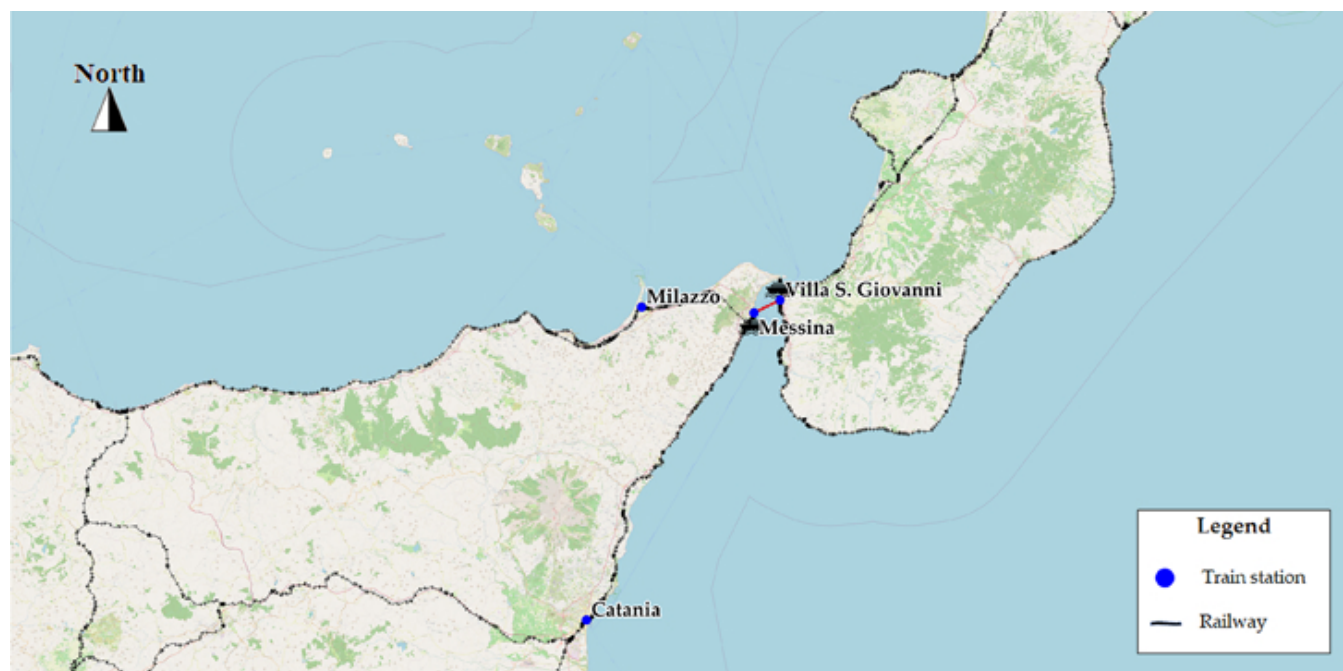 North
Milazzo
Villa S. Giovanni
Messina
Catania
Legend
Train station
Railway